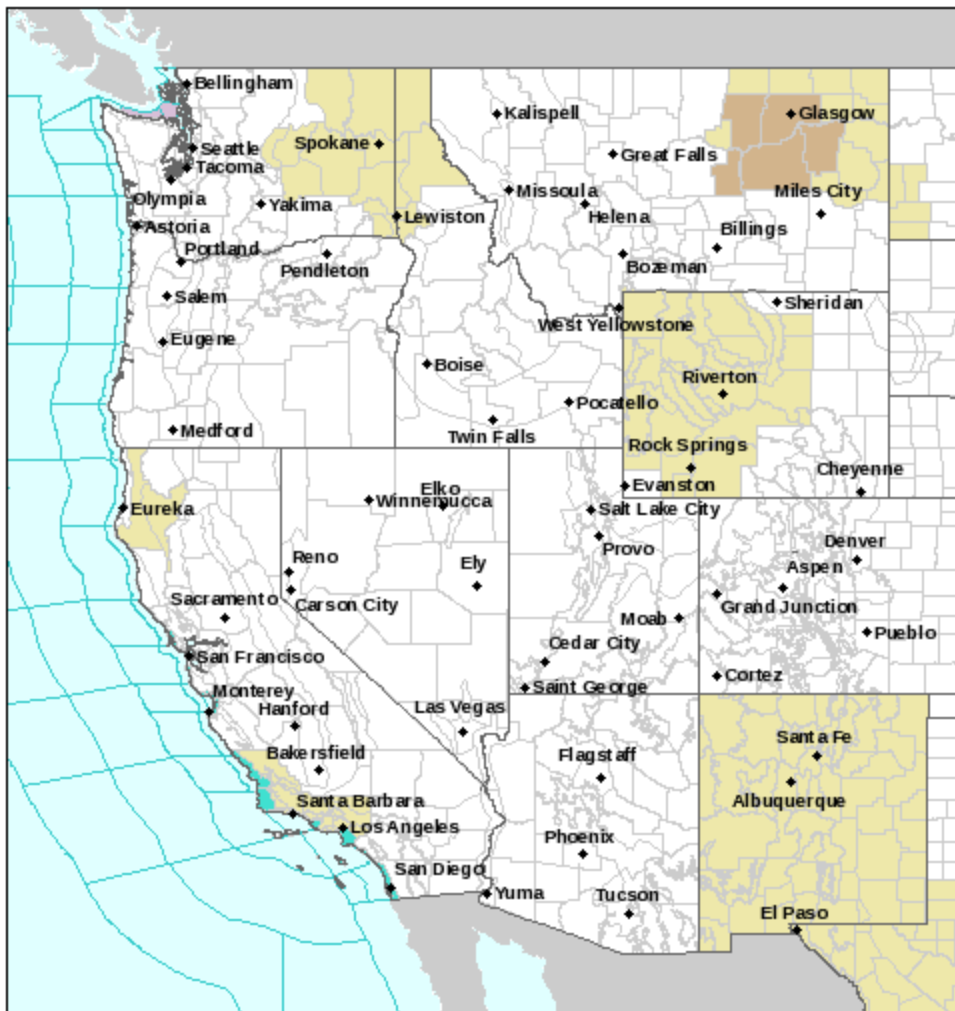 Bellingham
Kalispell
Glasgow
Seattle
Spokane
Great Falls
Tacoma
Missoula
Miles City
Olympia
Yakima
Lewiston
Helena
Astoria
Billings
Portland
Pendleton
Bozeman
Salem
Sheridan
West Yellowstone
Eugene
Boise
Riverton
Pocatello
Medford
Twin Falls
Rock Springs
Cheyenne
Elko
Evanston
Winnemucca
Eureka
Salt Lake City
Denver
Provo
Reno
Ely
Aspen
Sacramento
Carson City
Grand Junction
Moab
Pueblo
Cedar City
San Francisco
Cortez
Saint George
Monterey
Las Vegas
Hanford
Santa Fe
Bakersfield
Flagstaff
Santa Barbara
Albuquerque
Los Angeles
Phoenix
San Diego
Yuma
Tucson
El Paso